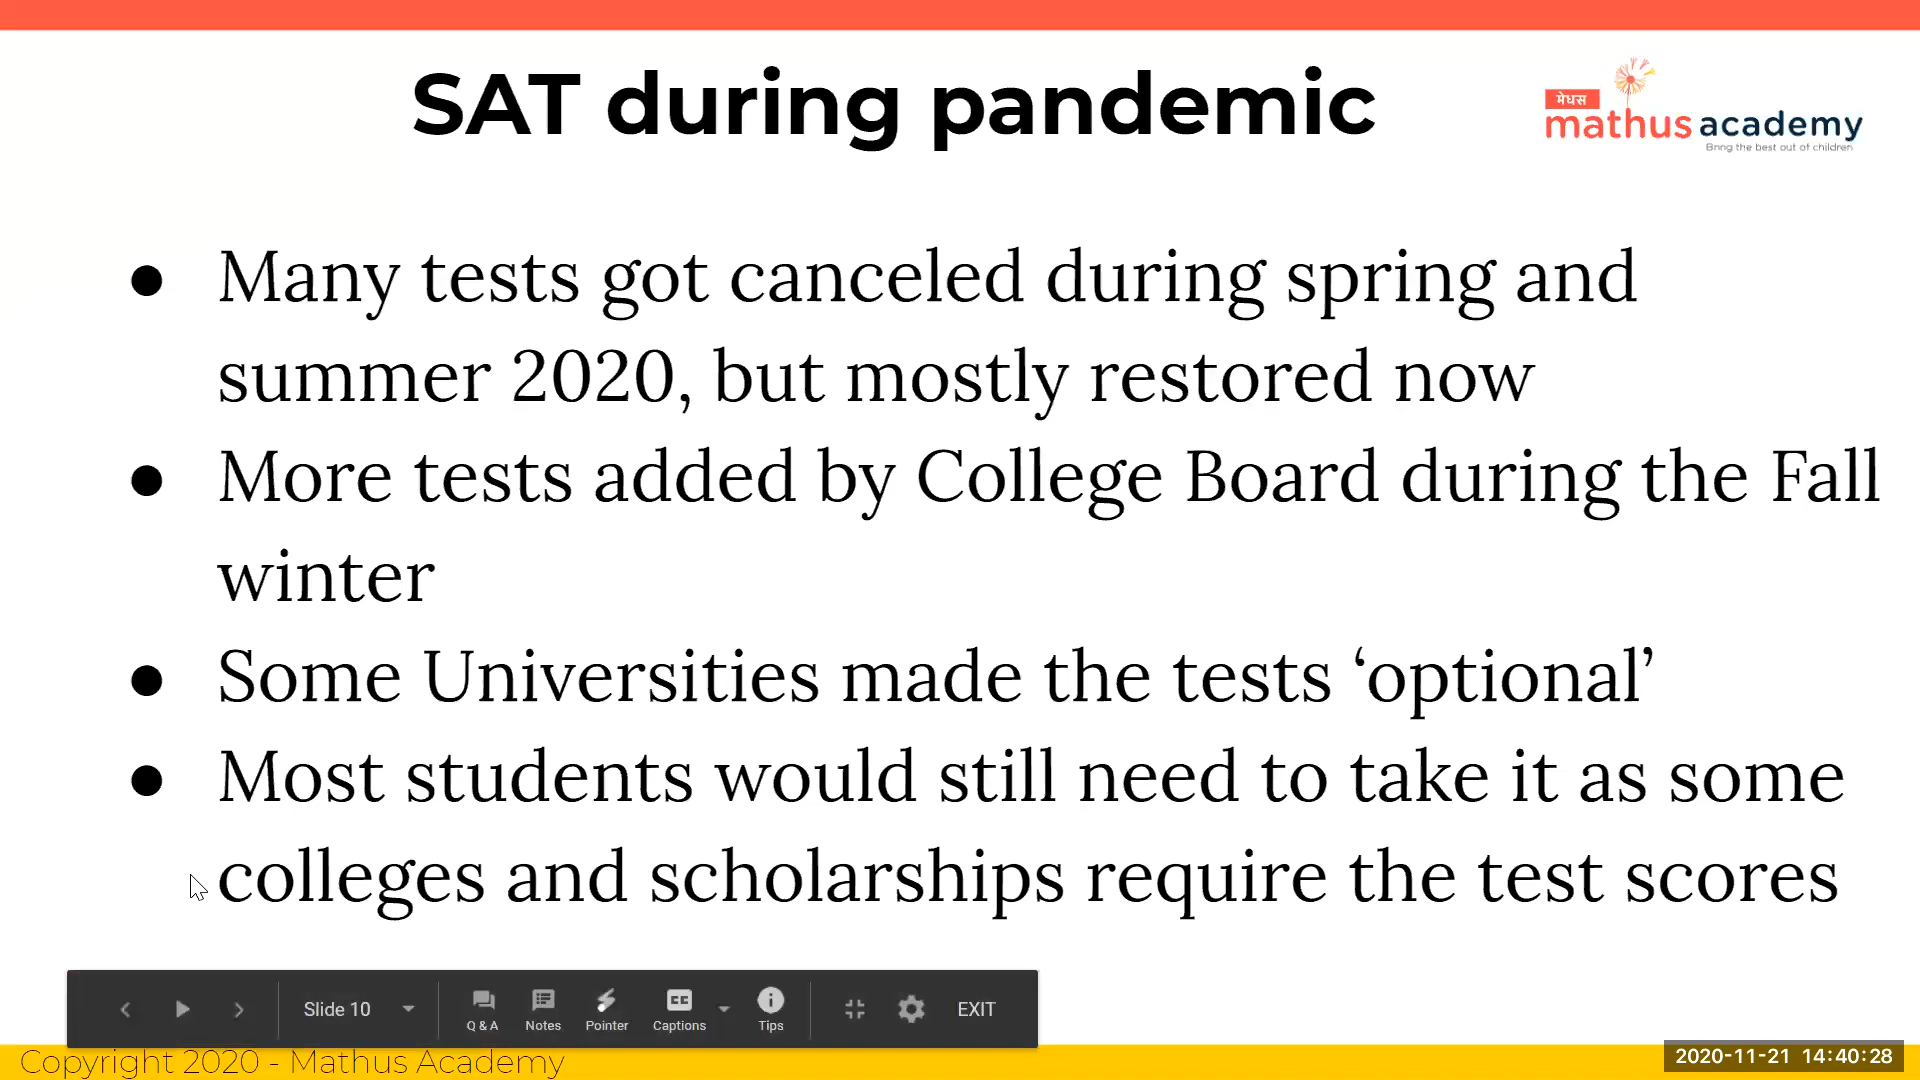 SAT during pandemic
मेधस
mathus academy
Bring the best out of children
● Many tests got canceled during spring and
summer 2020, but mostly restored now
● More tests added by College Board during the Fall
winter
● Some Universities made the tests ‘optional’
● Most students would still need to take it as some
colleges and scholarships require the test scores
Slide 10
Q & A
Notes
Pointer
CC
Captions
Tips
EXIT
Copyright 2020 - Mathus Academy
2020-11-21 14:40:28